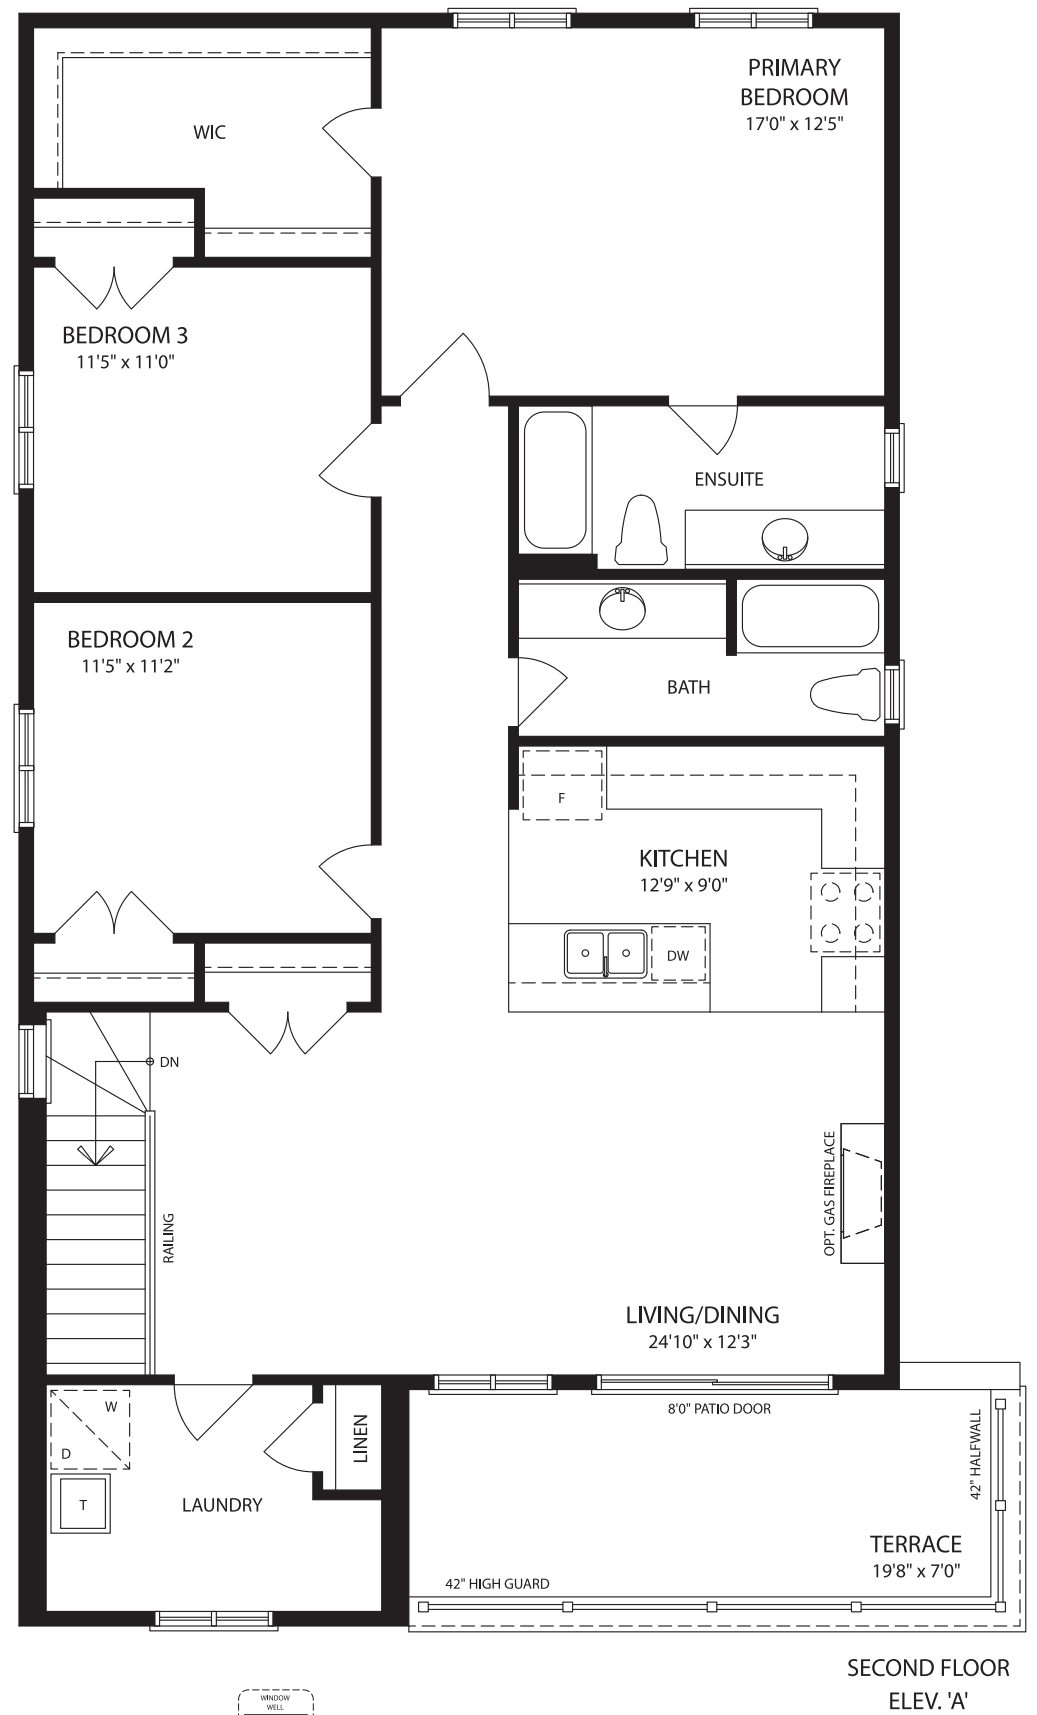 PRIMARY
BEDROOM
17'0" x 12'5"
WIC
BEDROOM 3
11'5" x 11'0"
ENSUITE
BEDROOM 2
11'5" x 11'2"
BATH
F
KITCHEN
12'9" x 9'0"
DW
DN
OPT. GAS FIREPLACE
RAILING
LIVING/DINING
24'10" x 12'3"
8'0" PATIO DOOR
W
D
T
LINEN
LAUNDRY
42" HALFWALL
TERRACE
19'8" x 7'0"
42" HIGH GUARD
SECOND FLOOR
ELEV. 'A'
WINDOW
WELL